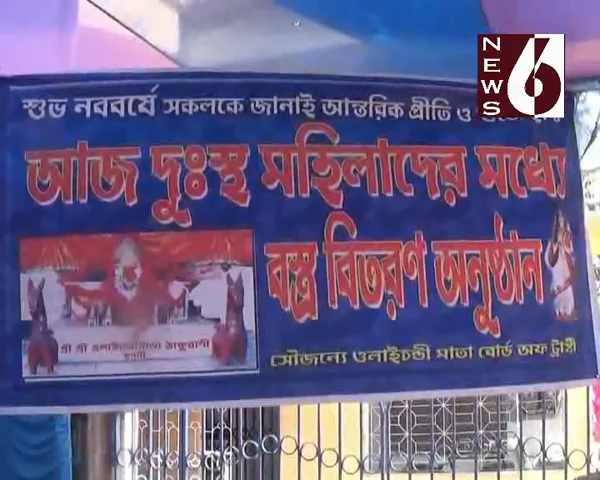 NEWS 6
শুভ নববর্ষে সকলকে জানাই আন্তরিক প্রীতি ও
আজ দুঃস্থ মহিলাদের মধ্যে
বস্ত্র বিতরণ অনুষ্ঠান
শ্রী শ্রী ঠাকুরাণী
সৌজন্যে ওলাইচন্ডী মাতা বোর্ড অফ ট্রাষ্টী